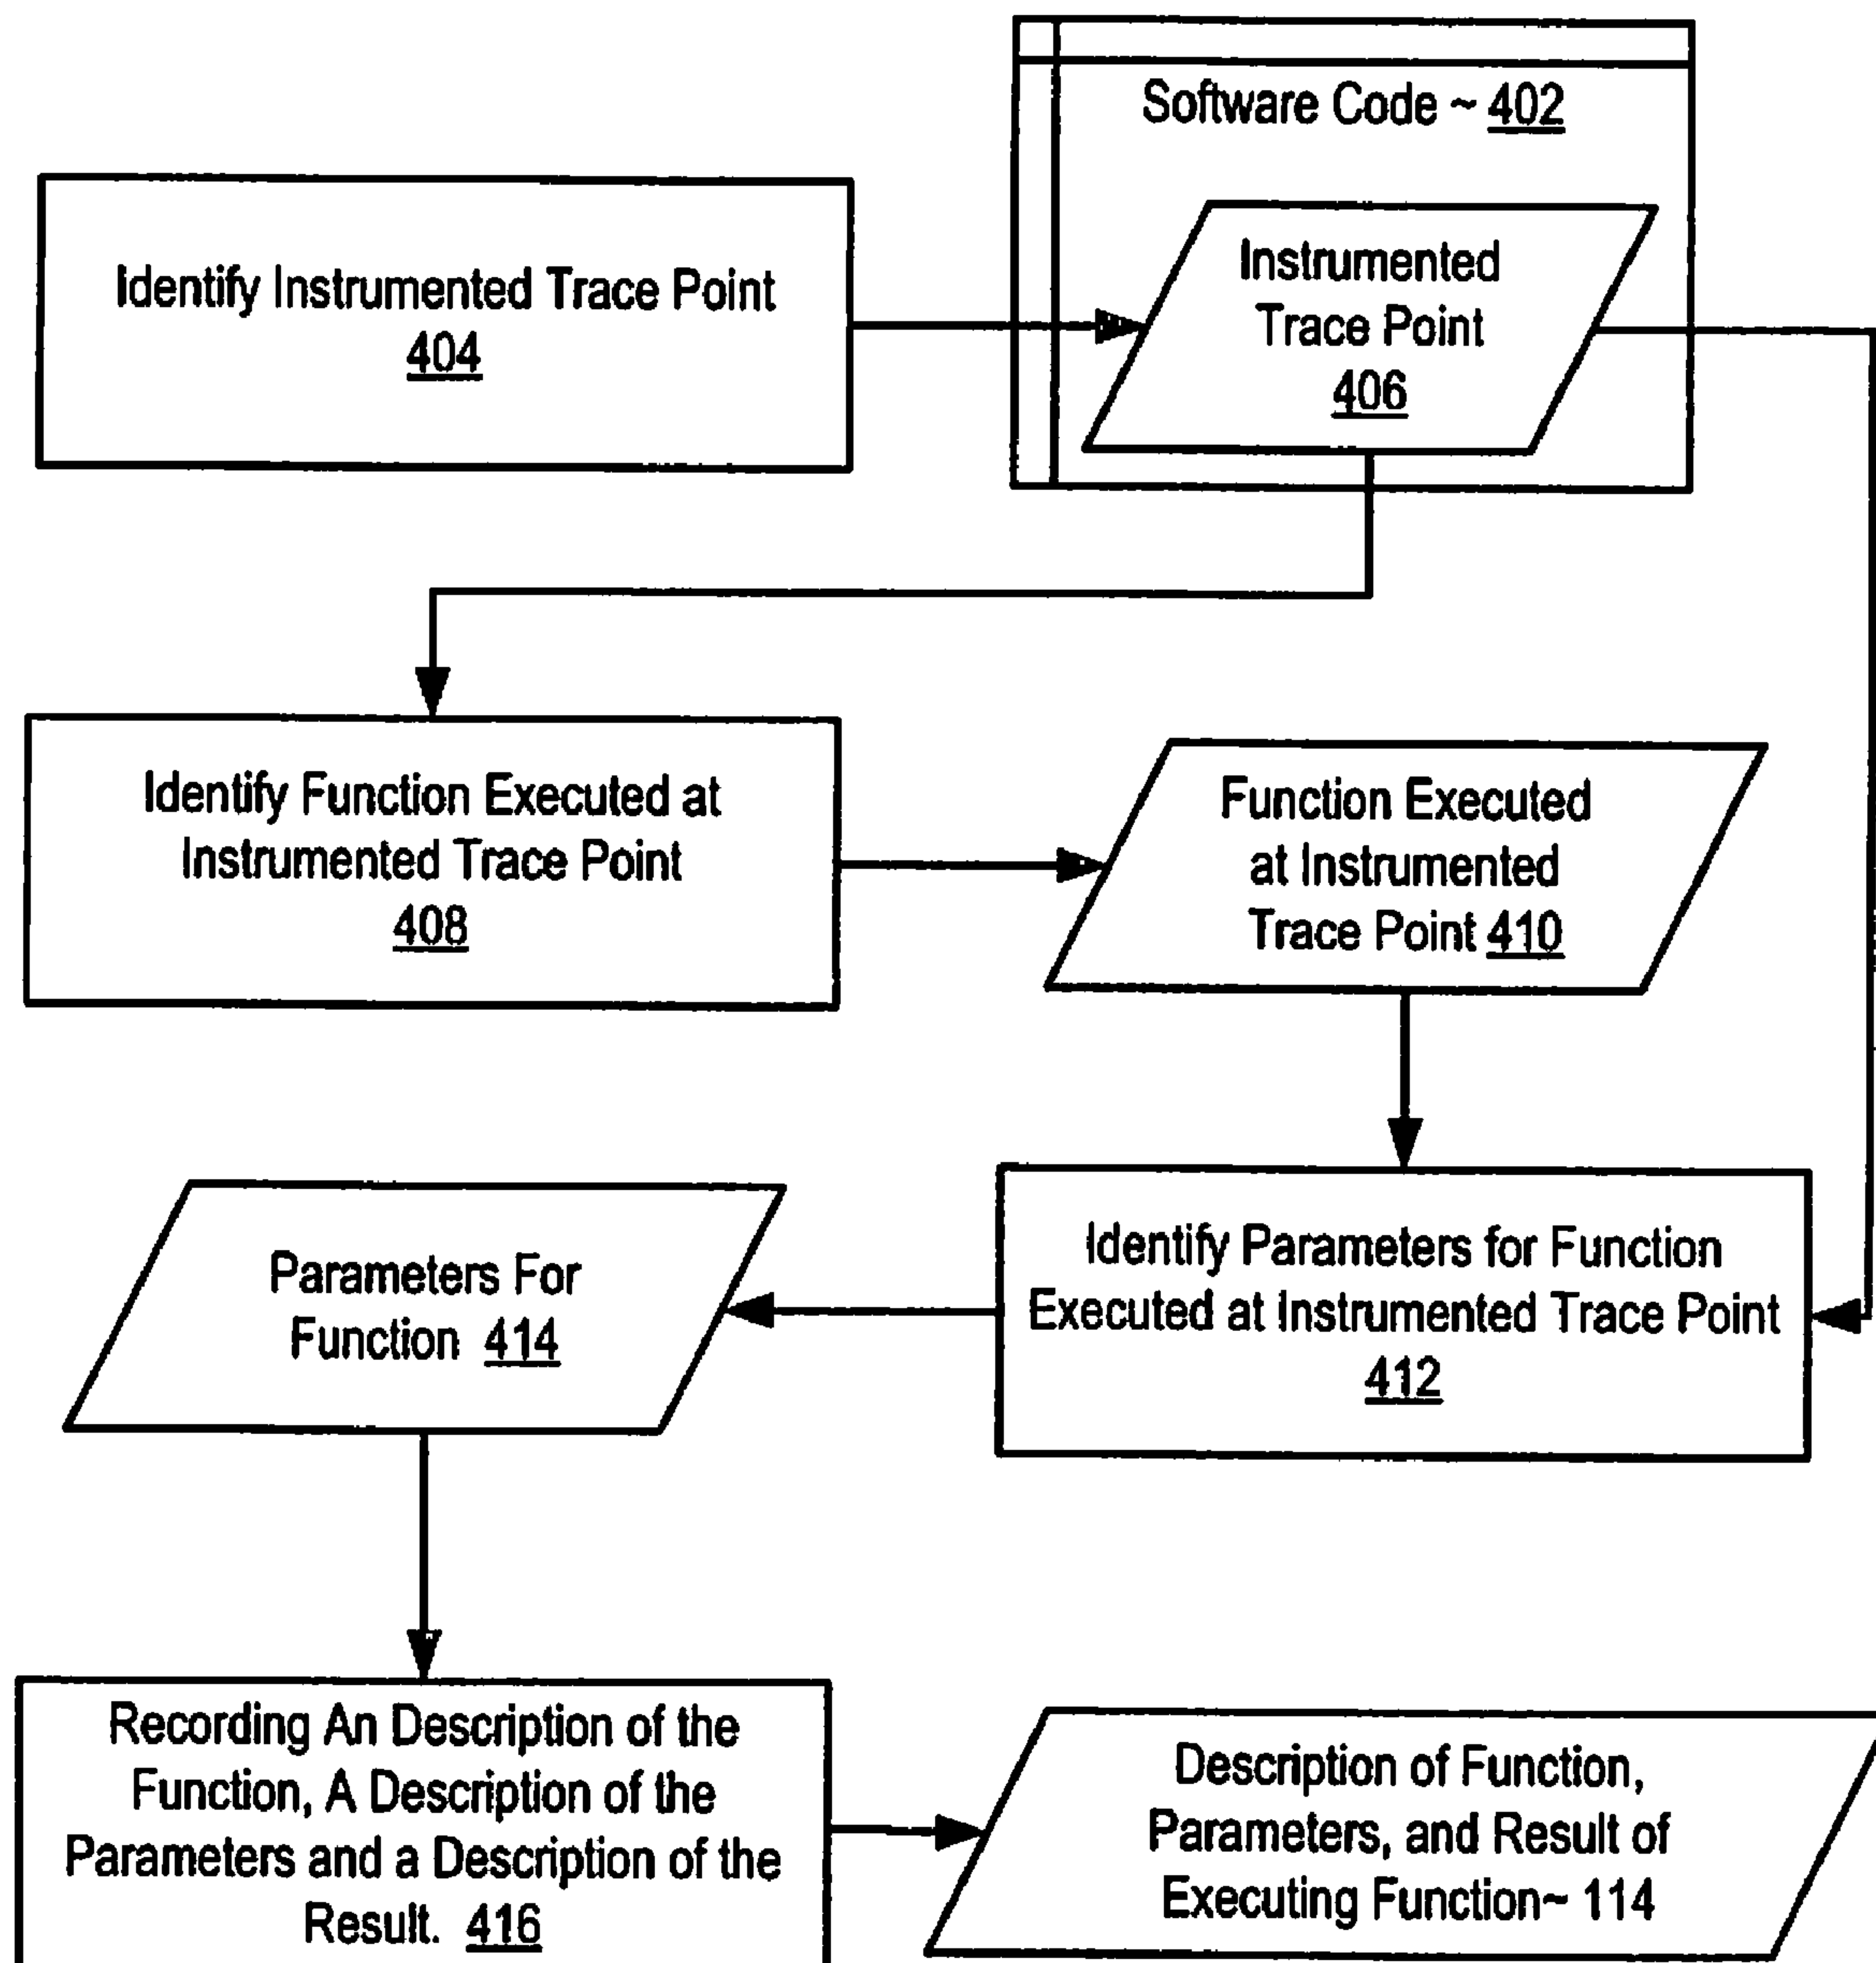 Software Code ~ 402
Identify Instrumented Trace Point
404
Instrumented
Trace Point
406
Identify Function Executed at
Instrumented Trace Point
408
Function Executed
at Instrumented
Trace Point 410
Identify Parameters for Function
Executed at Instrumented Trace Point
412
Parameters For
Function 414
Recording An Description of the
Function, A Description of the
Parameters and a Description of the
Result. 416
Description of Function,
Parameters, and Result of
Executing Function~ 114